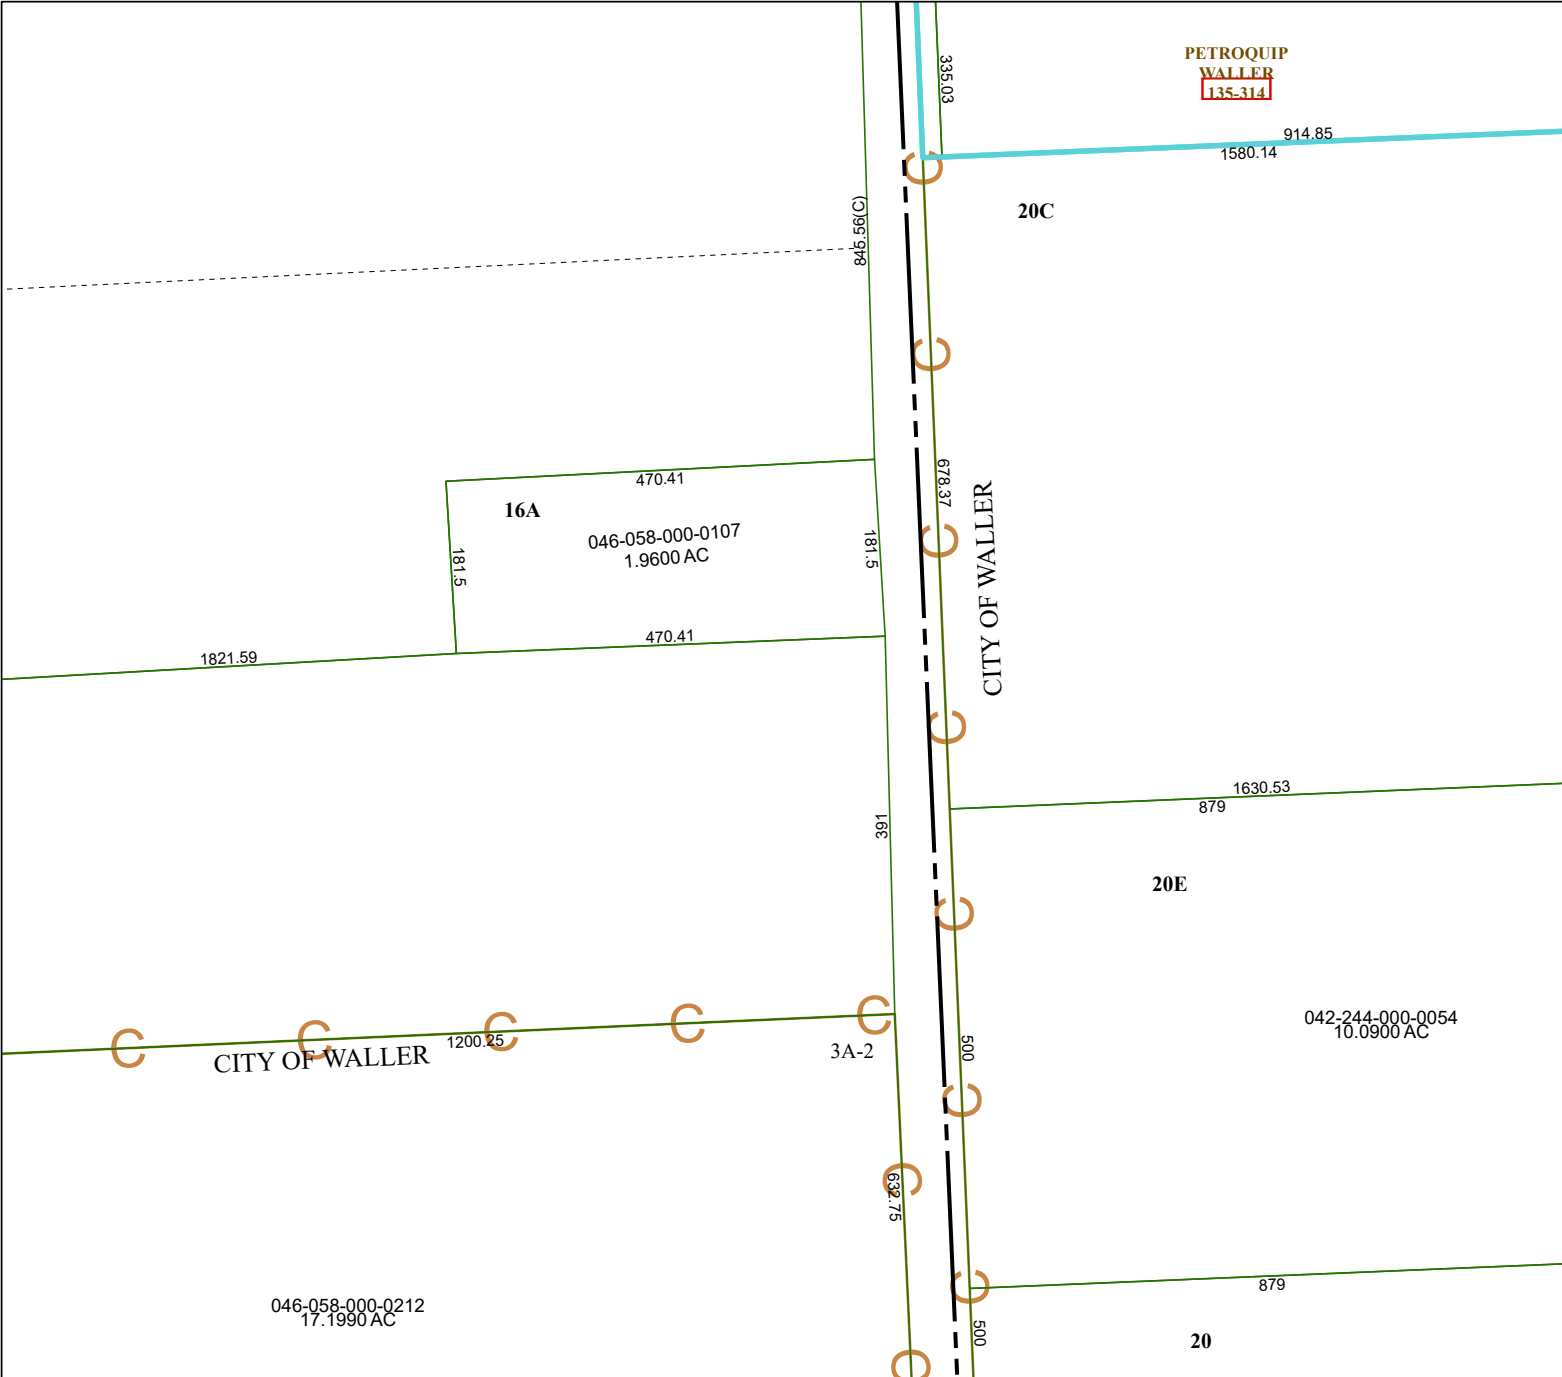 PETROQUIP
WALLER
135-314
335.03
914.85
1580.14
20C
845.56(C)
C
C
470.41
16A
046-058-000-0107
1.9600 AC
181.5
181.5
678.37
CITY OF WALLER
C
470.41
1821.59
C
1630.53
879
391
20E
C
C
C
C
C
C
1200.25
CITY OF WALLER
3A-2
042-244-000-0054
10.0900 AC
500
C
C
632.75
C
879
046-058-000-0212
17.1990 AC
500
20
C